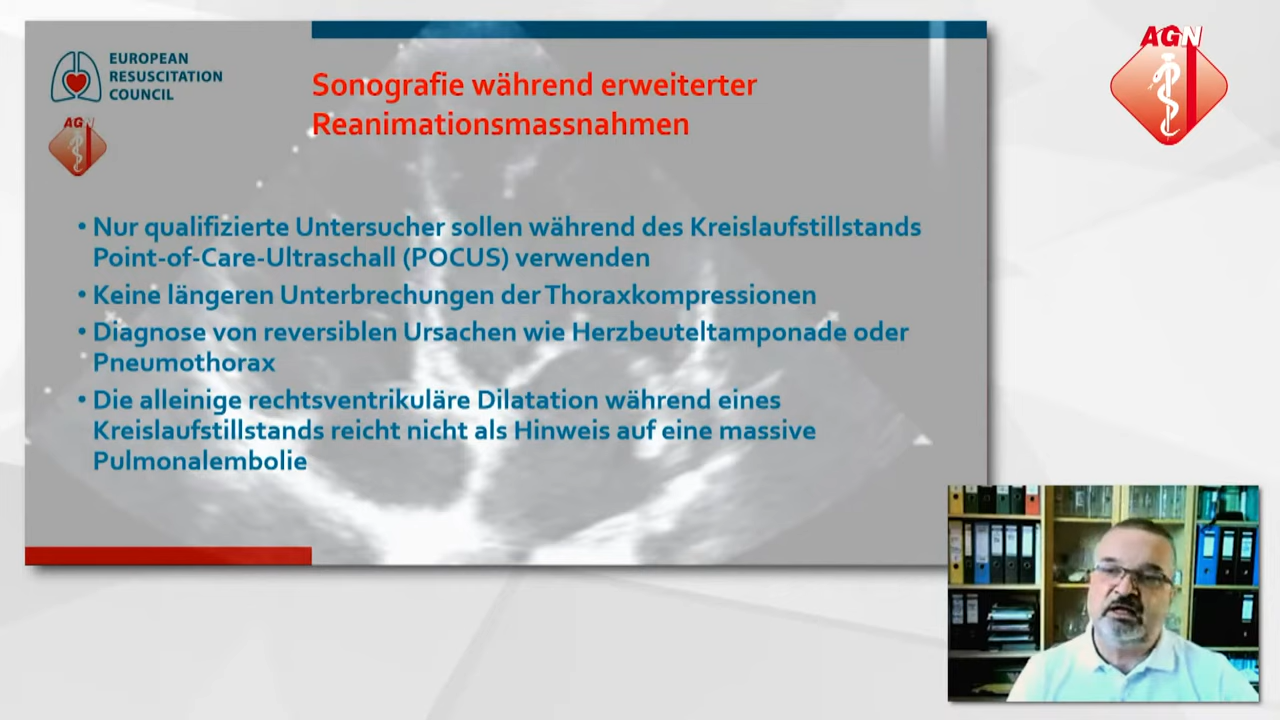 EUROPEAN
RESUSCITATION
COUNCIL
AGN
Sonografie während erweiterter
Reanimationsmassnahmen
• Nur qualifizierte Untersucher sollen während des Kreislaufstillstands
Point-of-Care-Ultraschall (POCUS) verwenden
• Keine längeren Unterbrechungen der Thoraxkompressionen
• Diagnose von reversiblen Ursachen wie Herzbeuteltamponade oder
Pneumothorax
• Die alleinige rechtsventrikuläre Dilatation während eines
Kreislaufstillstands reicht nicht als Hinweis auf eine massive
Pulmonalembolie
AGN